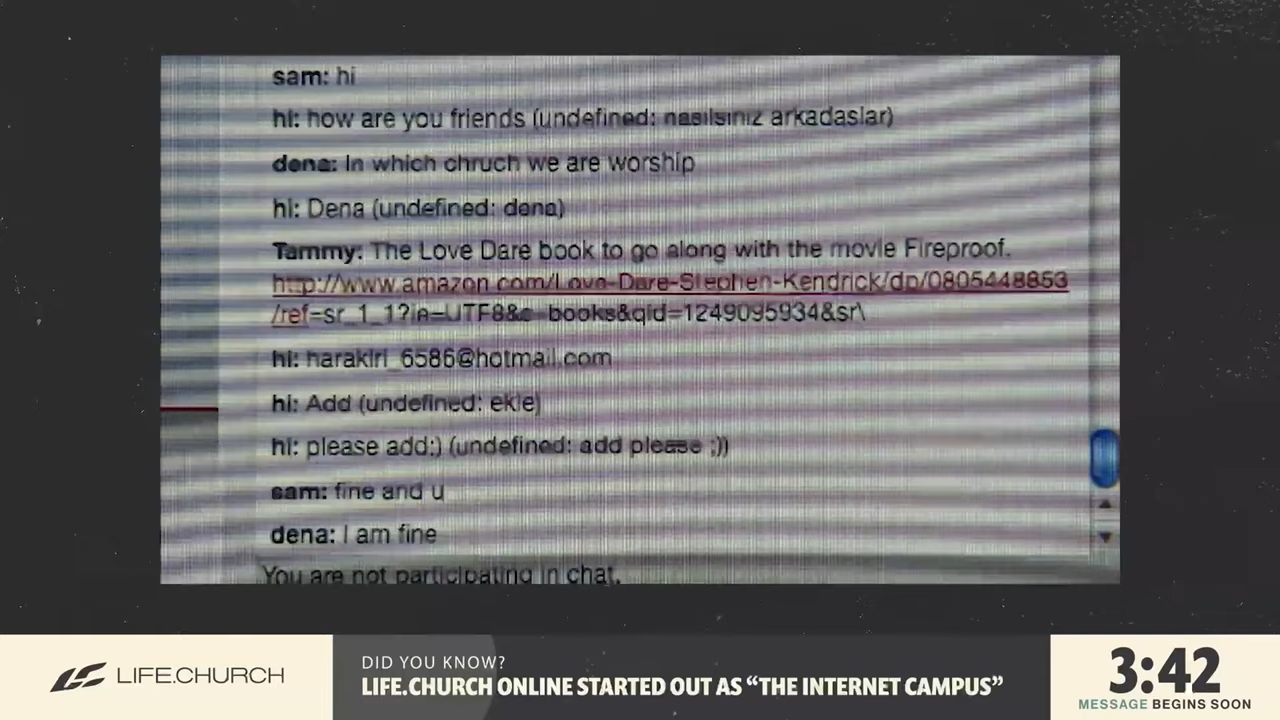 sam: hi
hi: how are you friends (undefined: nasilsiniz arkadaslar)
dena: In which chruch we are worship
hi: Dena (undefined: dena)
Tammy: The Love Dare book to go along with the movie Fireproof.
http://www.amazon.com/Love-Dare-Stephen-Kendrick/dp/0805448853
/ref=sr_1_1?ie=UTF8&s=books&qid=1249095934&sr\
hi: harakiri_6586@hotmail.com
hi: Add (undefined: ekle)
hi: please add:) (undefined: add please ;))
sam: fine and u
dena: I am fine
You are not participating in chat.
LIFE.CHURCH
DID YOU KNOW?
LIFE.CHURCH ONLINE STARTED OUT AS “THE INTERNET CAMPUS”
3:42
MESSAGE BEGINS SOON